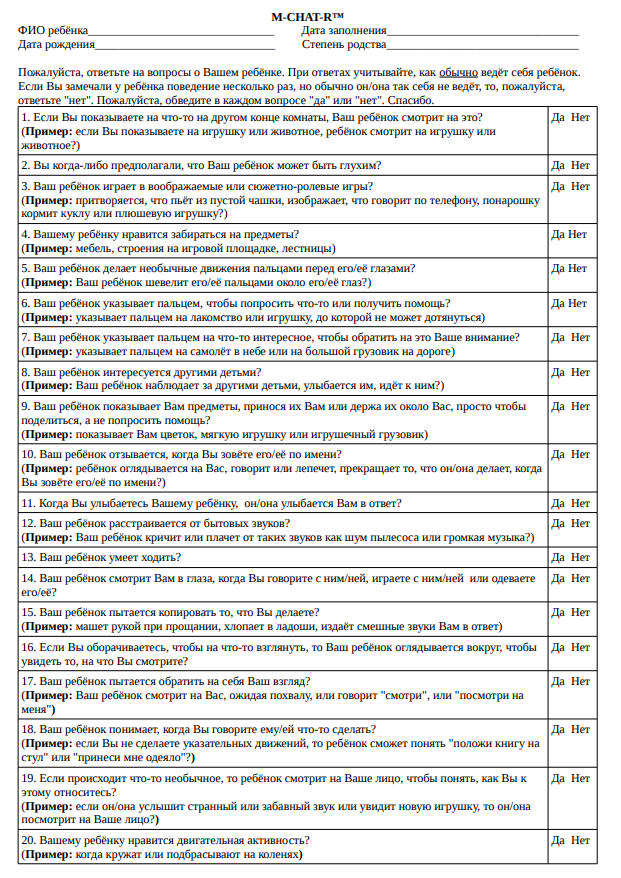 M-CHAT-R™
ФИО ребёнка_______________________________ Дата заполнения________________________________
Дата рождения______________________________ Степень родства________________________________
Пожалуйста, ответьте на вопросы о Вашем ребёнке. При ответах учитывайте, как обычно ведёт себя ребёнок.
Если Вы замечали у ребёнка поведение несколько раз, но обычно он/она так себя не ведёт, то, пожалуйста,
ответьте "нет". Пожалуйста, обведите в каждом вопросе "да" или "нет". Спасибо.
1. Если Вы показываете на что-то на другом конце комнаты, Ваш ребёнок смотрит на это? Да Нет
(Пример: если Вы показываете на игрушку или животное, ребёнок смотрит на игрушку или
животное?)
2. Вы когда-либо предполагали, что Ваш ребёнок может быть глухим? Да Нет
3. Ваш ребёнок играет в воображаемые или сюжетно-ролевые игры? Да Нет
(Пример: притворяется, что пьёт из пустой чашки, изображает, что говорит по телефону, понарошку
кормит куклу или плюшевую игрушку?)
4. Вашему ребёнку нравится забираться на предметы? Да Нет
(Пример: мебель, строения на игровой площадке, лестницы)
5. Ваш ребёнок делает необычные движения пальцами перед его/её глазами? Да Нет
(Пример: Ваш ребёнок шевелит его/её пальцами около его/её глаз?)
6. Ваш ребёнок указывает пальцем, чтобы попросить что-то или получить помощь? Да Нет
(Пример: указывает пальцем на лакомство или игрушку, до которой не может дотянуться)
7. Ваш ребёнок указывает пальцем на что-то интересное, чтобы обратить на это Ваше внимание? Да Нет
(Пример: указывает пальцем на самолёт в небе или на большой грузовик на дороге)
8. Ваш ребёнок интересуется другими детьми? Да Нет
(Пример: Ваш ребёнок наблюдает за другими детьми, улыбается им, идёт к ним?)
9. Ваш ребёнок показывает Вам предметы, принося их Вам или держа их около Вас, просто чтобы Да Нет
поделиться, а не попросить помощь?
(Пример: показывает Вам цветок, мягкую игрушку или игрушечный грузовик)
10. Ваш ребёнок отзывается, когда Вы зовёте его/её по имени? Да Нет
(Пример: ребёнок оглядывается на Вас, говорит или лепечет, прекращает то, что он/она делает, когда
Вы зовёте его/её по имени?)
11. Когда Вы улыбаетесь Вашему ребёнку, он/она улыбается Вам в ответ? Да Нет
12. Ваш ребёнок расстраивается от бытовых звуков? Да Нет
(Пример: Ваш ребёнок кричит или плачет от таких звуков как шум пылесоса или громкая музыка?)
13. Ваш ребёнок умеет ходить? Да Нет
14. Ваш ребёнок смотрит Вам в глаза, когда Вы говорите с ним/ней, играете с ним/ней или одеваете Да Нет
его/её?
15. Ваш ребёнок пытается копировать то, что Вы делаете? Да Нет
(Пример: машет рукой при прощании, хлопает в ладоши, издаёт смешные звуки Вам в ответ)
16. Если Вы оборачиваетесь, чтобы на что-то взглянуть, то Ваш ребёнок оглядывается вокруг, чтобы Да Нет
увидеть то, на что Вы смотрите?
17. Ваш ребёнок пытается обратить на себя Ваш взгляд? Да Нет
(Пример: Ваш ребёнок смотрит на Вас, ожидая похвалу, или говорит "смотри", или "посмотри на
меня")
18. Ваш ребёнок понимает, когда Вы говорите ему/ей что-то сделать? Да Нет
(Пример: если Вы не сделаете указательных движений, то ребёнок сможет понять "положи книгу на
стул" или "принеси мне одеяло"?)
19. Если происходит что-то необычное, то ребёнок смотрит на Ваше лицо, чтобы понять, как Вы к Да Нет
этому относитесь?
(Пример: если он/она услышит странный или забавный звук или увидит новую игрушку, то он/она
посмотрит на Ваше лицо?)
20. Вашему ребёнку нравится двигательная активность? Да Нет
(Пример: когда кружат или подбрасывают на коленях)